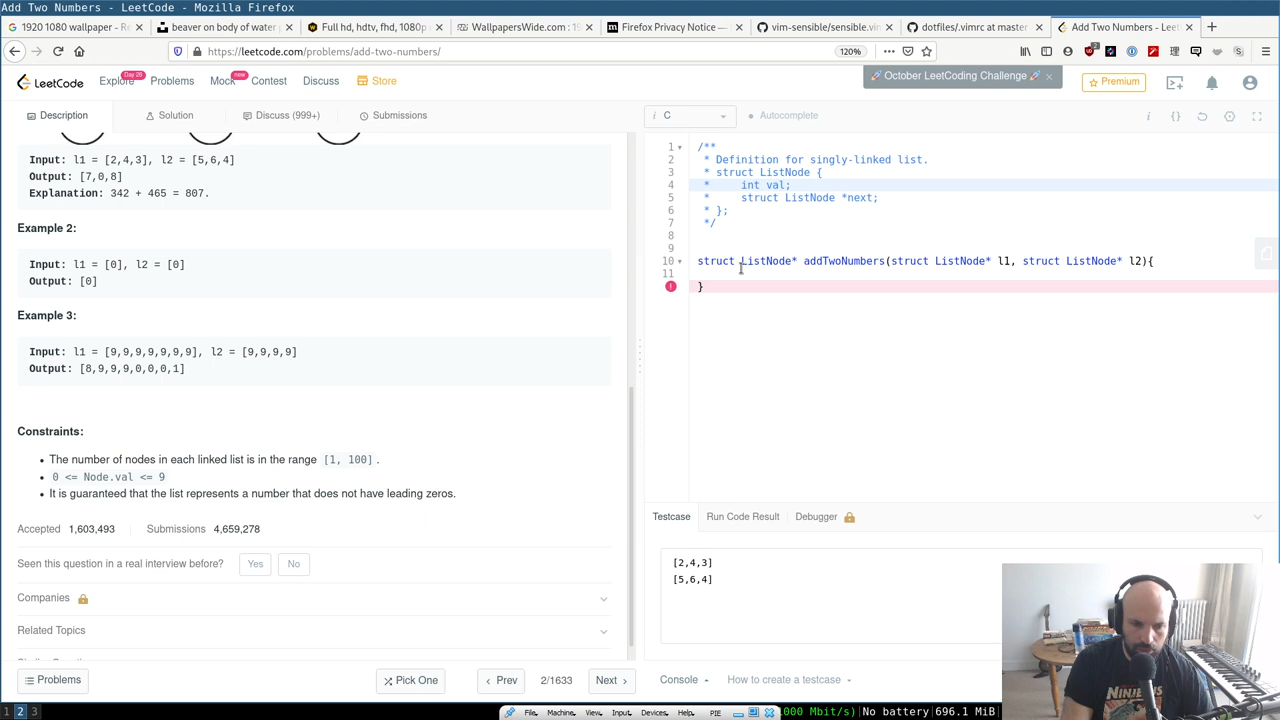 Add Two Numbers - LeetCode - Mozilla Firefox
1920 1080 wallpaper - Re
beaver on body of water p
Full hd, hdtv, fhd, 1080p
WallpapersWide.com : 19
Firefox Privacy Notice —
vim-sensible/sensible.vim
dotfiles/.vimrc at master
Add Two Numbers - Leet
https://leetcode.com/problems/add-two-numbers/
120%
LeetCode
Explore
Day 26
Problems
Mock
new
Contest
Discuss
Store
October LeetCoding Challenge
Premium
Description
Solution
Discuss (999+)
Submissions
i C
Autocomplete
Input: l1 = [2,4,3], l2 = [5,6,4]
Output: [7,0,8]
Explanation: 342 + 465 = 807.
Example 2:
Input: l1 = [0], l2 = [0]
Output: [0]
Example 3:
Input: l1 = [9,9,9,9,9,9,9], l2 = [9,9,9,9]
Output: [8,9,9,9,0,0,0,1]
Constraints:
The number of nodes in each linked list is in the range [1, 100].
0 <= Node.val <= 9
It is guaranteed that the list represents a number that does not have leading zeros.
Accepted 1,603,493 Submissions 4,659,278
Seen this question in a real interview before? Yes No
Companies
Related Topics
Problems
Pick One
Prev
2/1633
Next
1 /**
2 * Definition for singly-linked list.
3 * struct ListNode {
4 * int val;
5 * struct ListNode *next;
6 * };
7 */
8
9
10 struct ListNode* addTwoNumbers(struct ListNode* l1, struct ListNode* l2){
11
}
Testcase
Run Code Result
Debugger
[2,4,3]
[5,6,4]
Console
How to create a testcase
NINJENS
1 2 3
File Machine View Input Devices Help PIE
1000 Mbit/s)|No battery|696.1 MiB